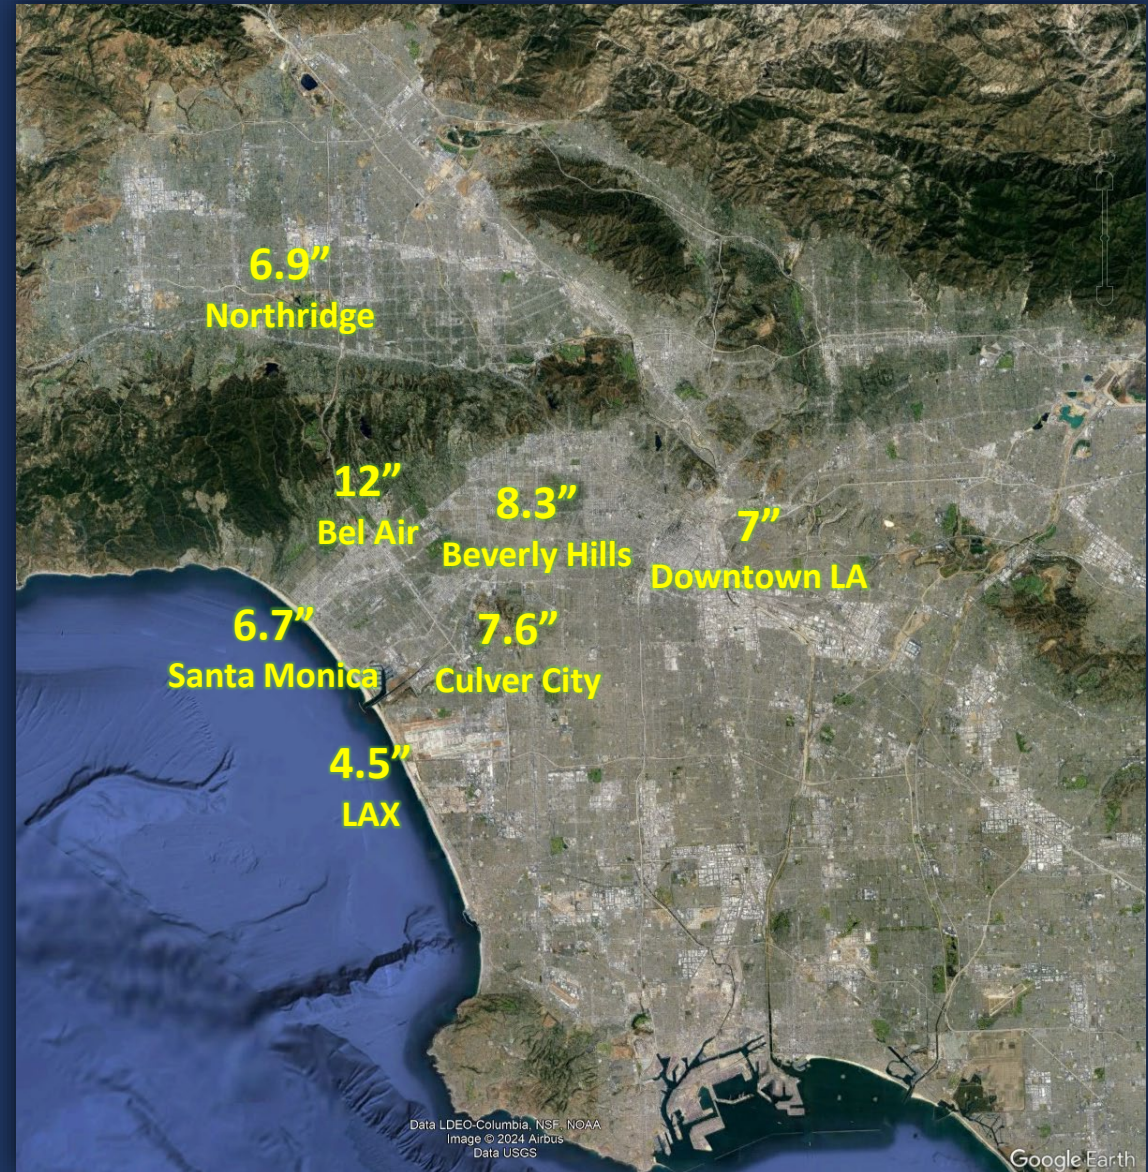 6.9”
Northridge
12”
Bel Air
8.3”
Beverly Hills
7”
Downtown LA
6.7”
Santa Monica
7.6”
Culver City
4.5”
LAX
Data LDEO-Columbia, NSF, NOAA
Image © 2024 Airbus
Data USGS
Google Earth